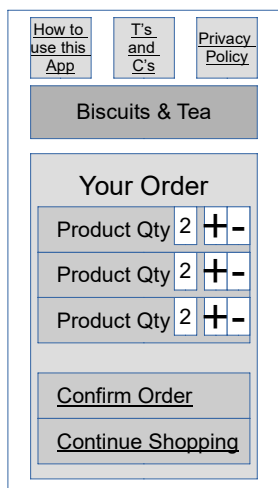 How to
use this
App
T's
and
C's
Privacy
Policy
Biscuits & Tea
Your Order
Product Qty 2 + -
Product Qty 2 + -
Product Qty 2 + -
Confirm Order
Continue Shopping